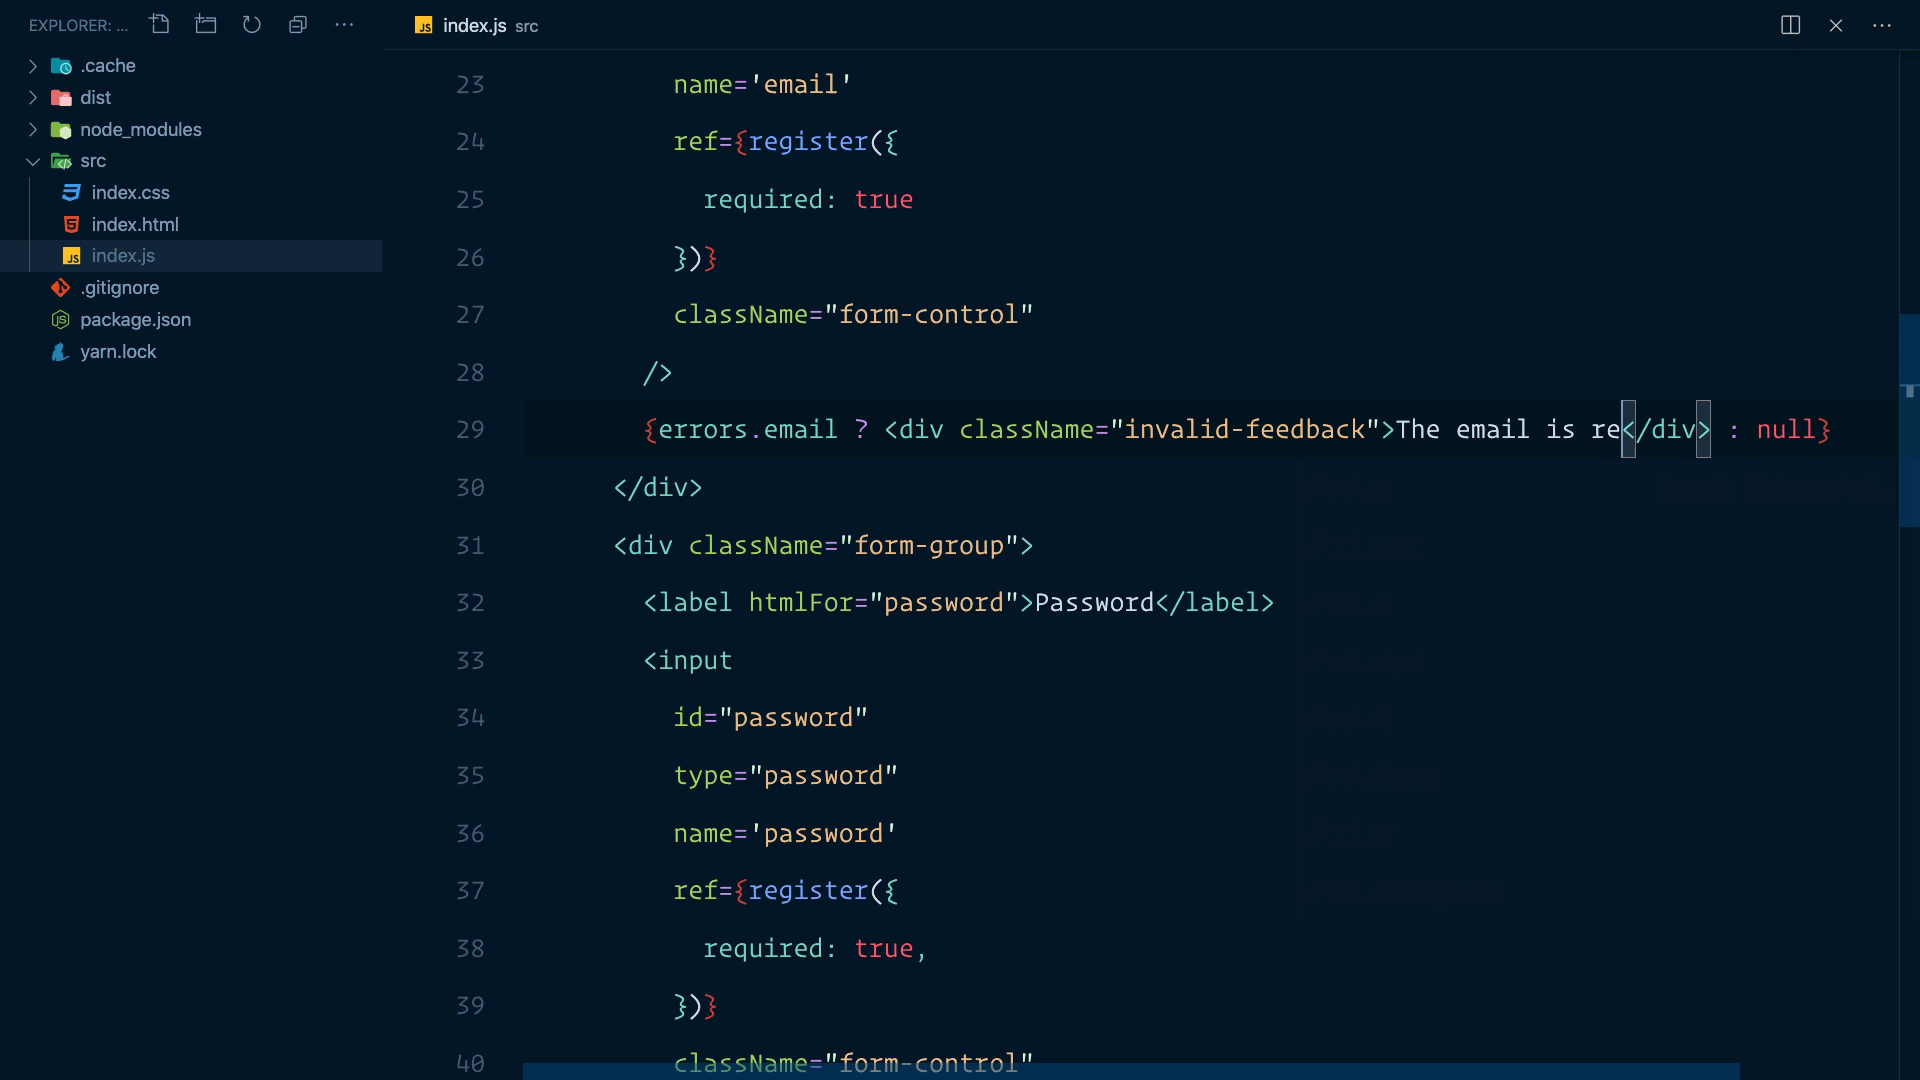 EXPLORER: ...
.cache
dist
node_modules
src
index.css
index.html
index.js
.gitignore
package.json
yarn.lock
index.js src
23 name='email'
24 ref={register({
25 required: true
26 })}
27 className="form-control"
28 />
29 {errors.email ? <div className="invalid-feedback">The email is re</div> : null}
30 </div>
31 <div className="form-group">
32 <label htmlFor="password">Password</label>
33 <input
34 id="password"
35 type="password"
36 name='password'
37 ref={register({
38 required: true,
39 })}
40 className="form-control"